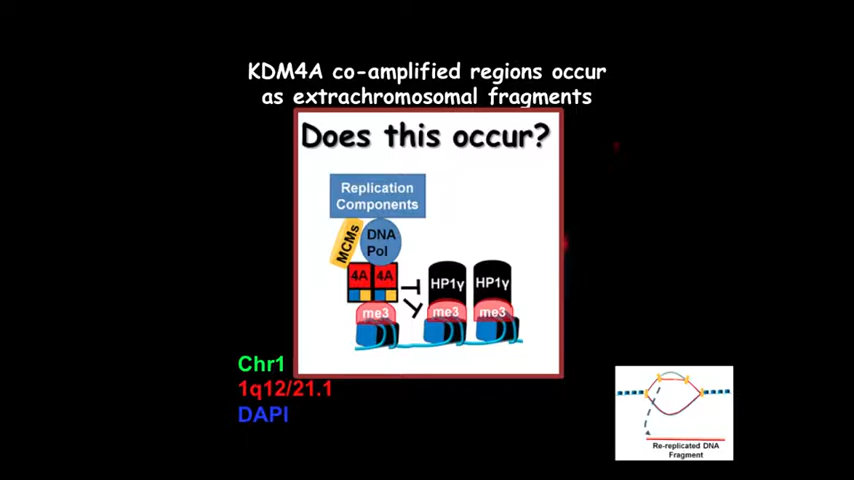 KDM4A co-amplified regions occur
as extrachromosomal fragments
Does this occur?
Replication
Components
MCMs
DNA
Pol
4A 4A
HP1γ HP1γ
me3 me3 me3
Chr1
1q12/21.1
DAPI
Re-replicated DNA
Fragment